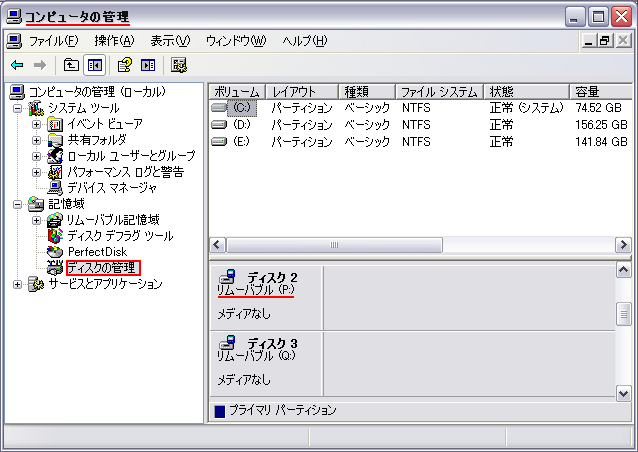 コンピュータの管理
ファイル(F) 操作(A) 表示(V) ウィンドウ(W) ヘルプ(H)
コンピュータの管理 (ローカル)
システム ツール
イベント ビューア
共有フォルダ
ローカル ユーザーとグループ
パフォーマンス ログと警告
デバイス マネージャ
記憶域
リムーバブル記憶域
ディスク デフラグ ツール
PerfectDisk
ディスクの管理
サービスとアプリケーション
ボリューム レイアウト 種類 ファイル システム 状態 容量
(C:) パーティション ベーシック NTFS 正常 (システム) 74.52 GB
(D:) パーティション ベーシック NTFS 正常 156.25 GB
(E:) パーティション ベーシック NTFS 正常 141.84 GB
ディスク 2
リムーバブル (P:)
メディアなし
ディスク 3
リムーバブル (Q:)
メディアなし
プライマリ パーティション